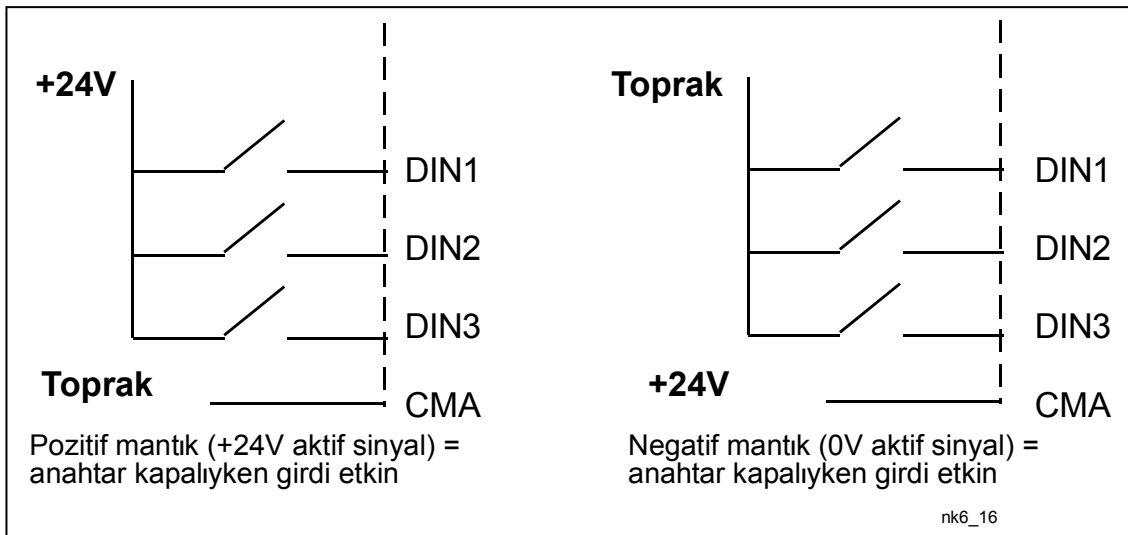 +24V
DIN1
DIN2
DIN3
Toprak
CMA
Pozitif mantık (+24V aktif sinyal) =
anahtar kapalıyken girdi etkin
Toprak
DIN1
DIN2
DIN3
+24V
CMA
Negatif mantık (0V aktif sinyal) =
anahtar kapalıyken girdi etkin
nk6_16